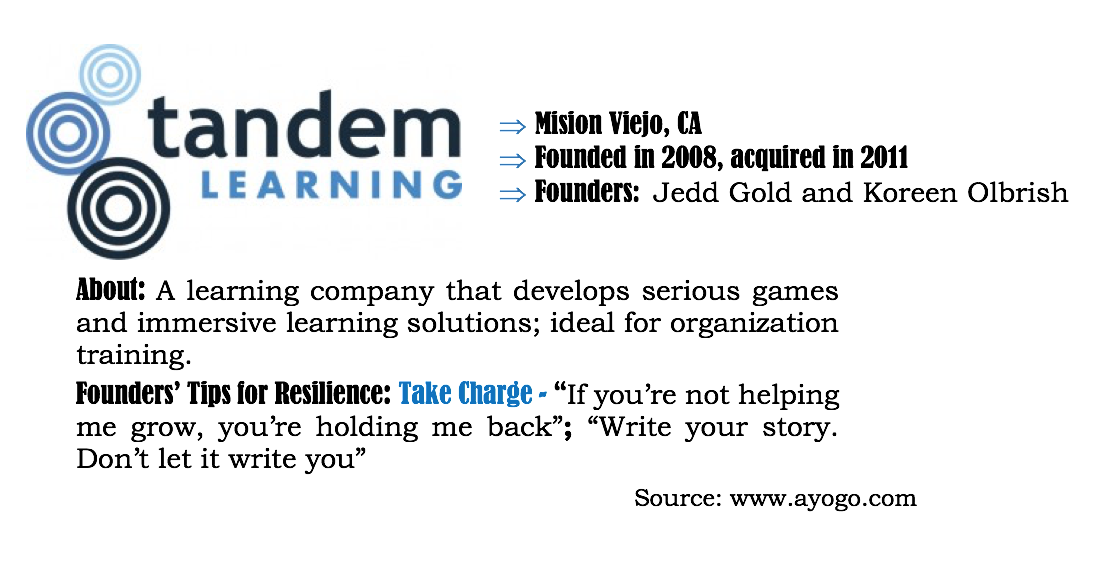 tandem
LEARNING
⇒ Mision Viejo, CA
⇒ Founded in 2008, acquired in 2011
⇒ Founders: Jedd Gold and Koreen Olbrish
About: A learning company that develops serious games
and immersive learning solutions; ideal for organization
training.
Founders’ Tips for Resilience: Take Charge - “If you’re not helping
me grow, you’re holding me back”; “Write your story.
Don’t let it write you”
Source: www.ayogo.com